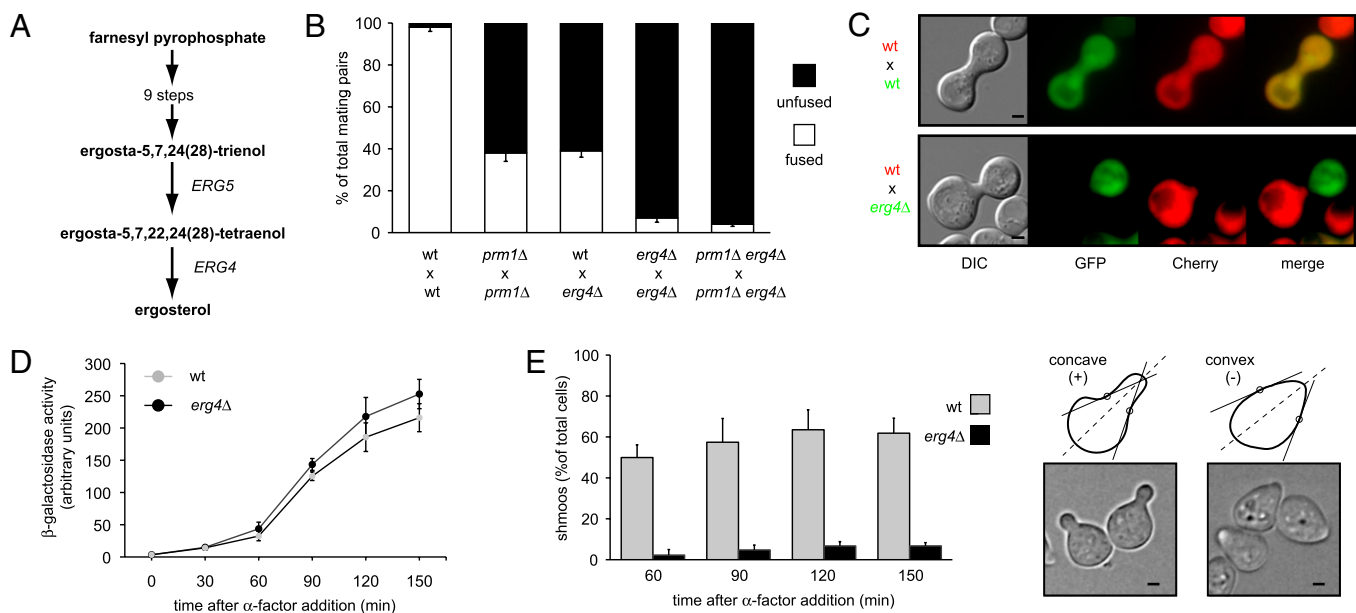 A
farnesyl pyrophosphate
9 steps
ergosta-5,7,24(28)-trienol
ERG5
ergosta-5,7,22,24(28)-tetraenol
ERG4
ergosterol
B
% of total mating pairs
100
80
60
40
20
0
wt x wt
prm1Δ x prm1Δ
wt x erg4Δ
erg4Δ x erg4Δ
prm1Δ erg4Δ x prm1Δ erg4Δ
unfused
fused
C
wt
x
wt
wt
x
erg4Δ
DIC GFP Cherry merge
D
β-galactosidase activity
(arbitrary units)
300
250
200
150
100
50
0
wt
erg4Δ
0 30 60 90 120 150
time after α-factor addition (min)
E
shmoos (%of total cells)
100
80
60
40
20
0
wt
erg4Δ
60 90 120 150
time after α-factor addition (min)
concave
(+)
convex
(-)